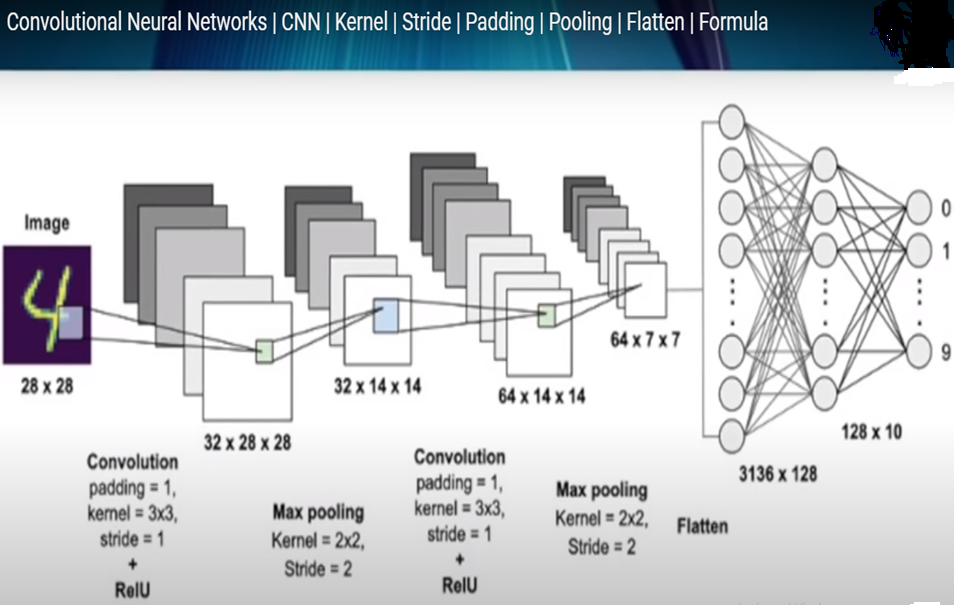 Convolutional Neural Networks | CNN | Kernel | Stride | Padding | Pooling | Flatten | Formula
Image
28 x 28
32 x 28 x 28
32 x 14 x 14
64 x 14 x 14
64 x 7 x 7
0
1
9
128 x 10
3136 x 128
Convolution
padding = 1,
kernel = 3x3,
stride = 1
+
RelU
Max pooling
Kernel = 2x2,
Stride = 2
Convolution
padding = 1,
kernel = 3x3,
stride = 1
+
RelU
Max pooling
Kernel = 2x2,
Stride = 2
Flatten